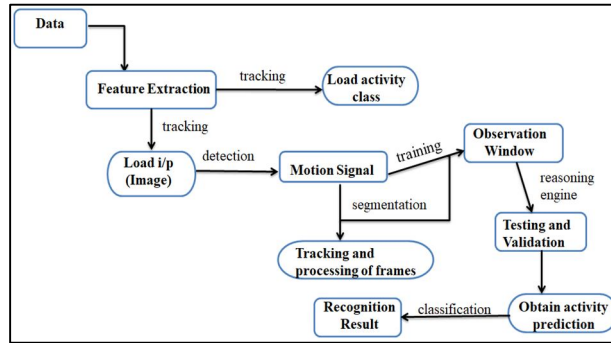 Data
Feature Extraction
tracking
Load activity
class
tracking
Load i/p
(Image)
detection
Motion Signal
training
Observation
Window
segmentation
reasoning
engine
Tracking and
processing of frames
Testing and
Validation
Obtain activity
prediction
classification
Recognition
Result